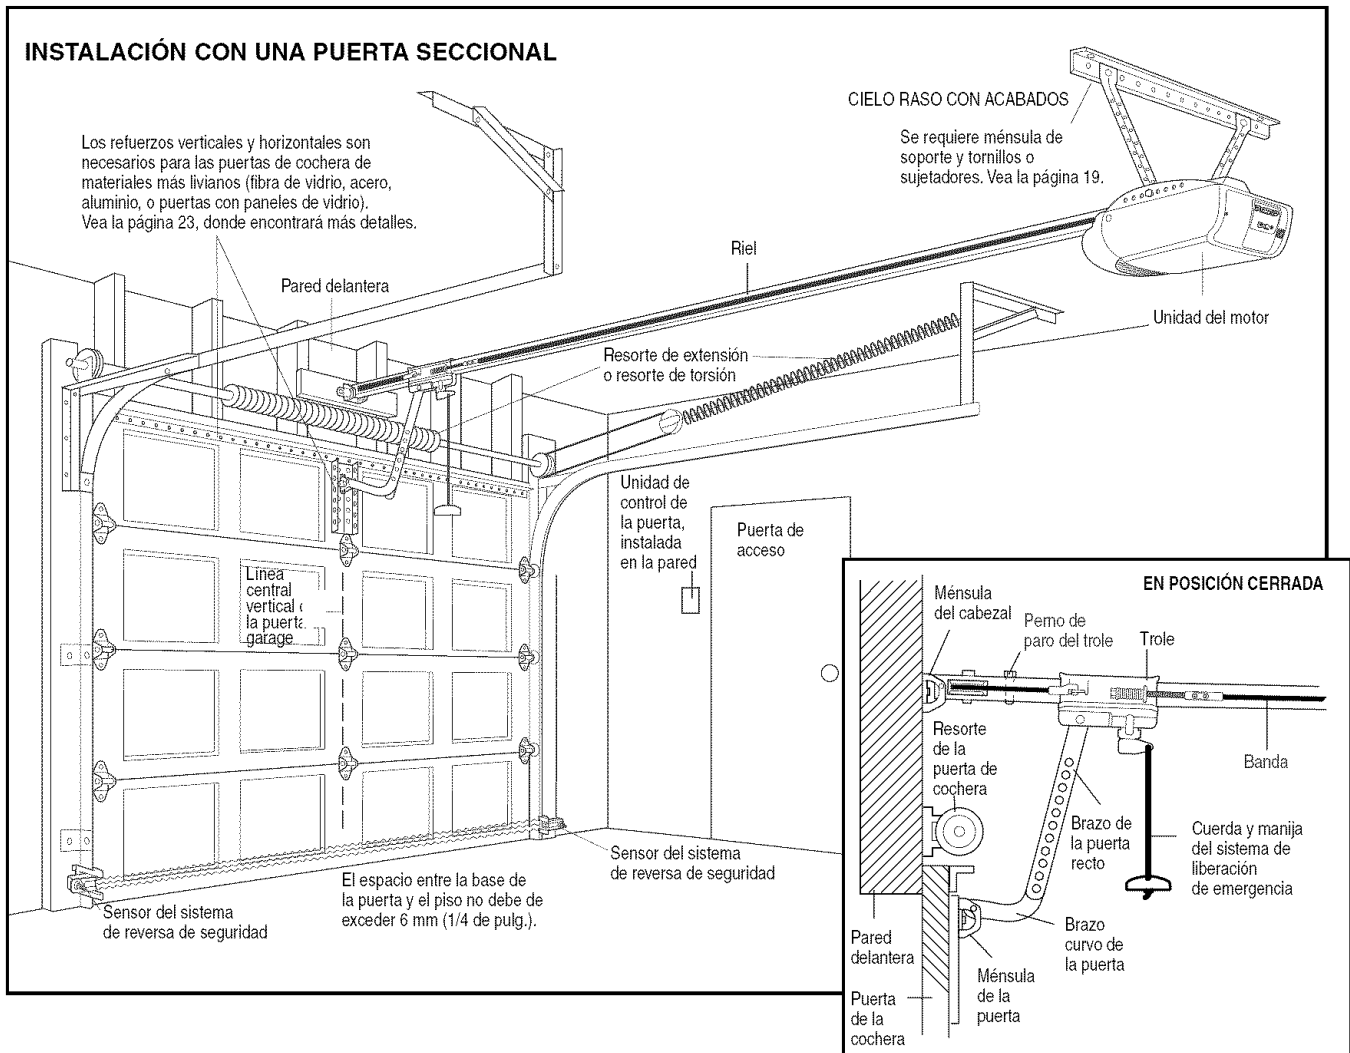 INSTALACIÓN CON UNA PUERTA SECCIONAL
CIELO RASO CON ACABADOS
Se requiere ménsula de
soporte y tornillos o
sujetadores. Vea la página 19.
Los refuerzos verticales y horizontales son
necesarios para las puertas de cochera de
materiales más livianos (fibra de vidrio, acero,
aluminio, o puertas con paneles de vidrio).
Vea la página 23, donde encontrará más detalles.
Riel
Pared delantera
Unidad del motor
Resorte de extensión
o resorte de torsión
Unidad de
control de
la puerta,
instalada
en la pared
Puerta de
acceso
Línea
central
vertical
la puerta
garage
Sensor del sistema
de reversa de seguridad
El espacio entre la base de
la puerta y el piso no debe de
exceder 6 mm (1/4 de pulg.).
Sensor del sistema
de reversa de seguridad
EN POSICIÓN CERRADA
Ménsula
del cabezal
Perno de
paro del trole
Trole
Resorte
de la
puerta de
cochera
Banda
Brazo de
la puerta
recto
Cuerda y manija
del sistema de
liberación
de emergencia
Pared
delantera
Brazo
curvo de
la puerta
Ménsula
de la
puerta
Puerta
de la
cochera